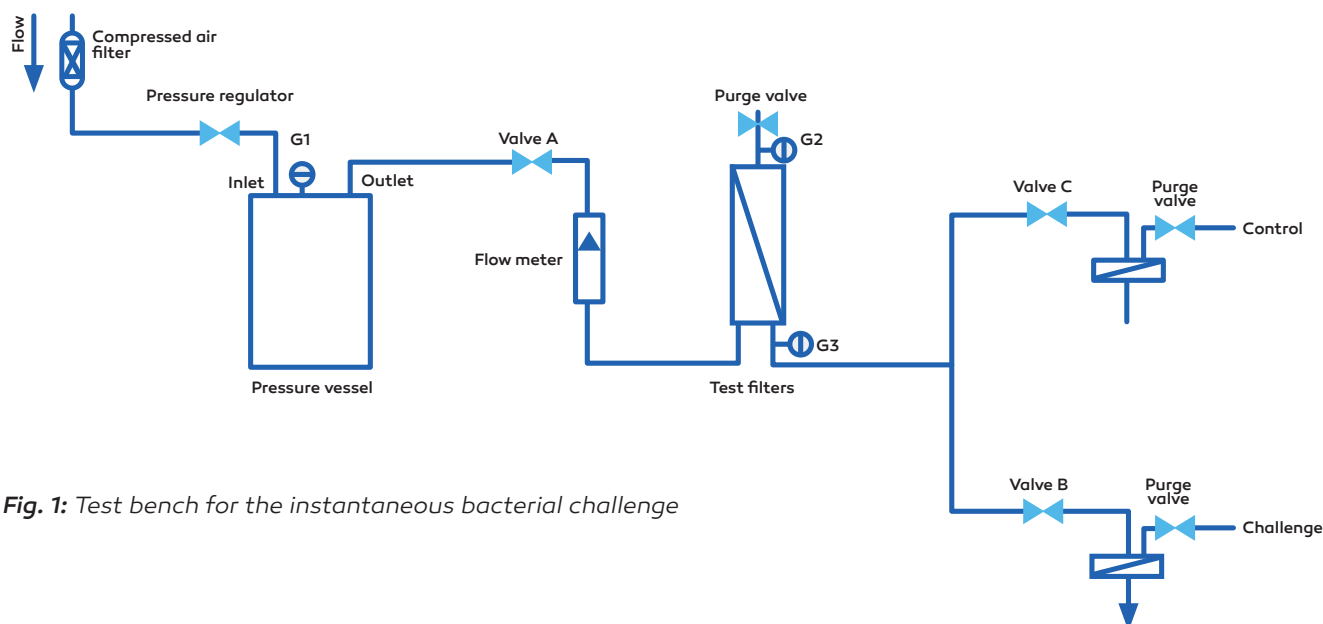 Flow
Compressed air
filter
Pressure regulator
G1
Inlet
Outlet
Pressure vessel
Valve A
Flow meter
Purge valve
G2
G3
Test filters
Valve C
Purge
valve
Control
Valve B
Purge
valve
Challenge
Fig. 1: Test bench for the instantaneous bacterial challenge